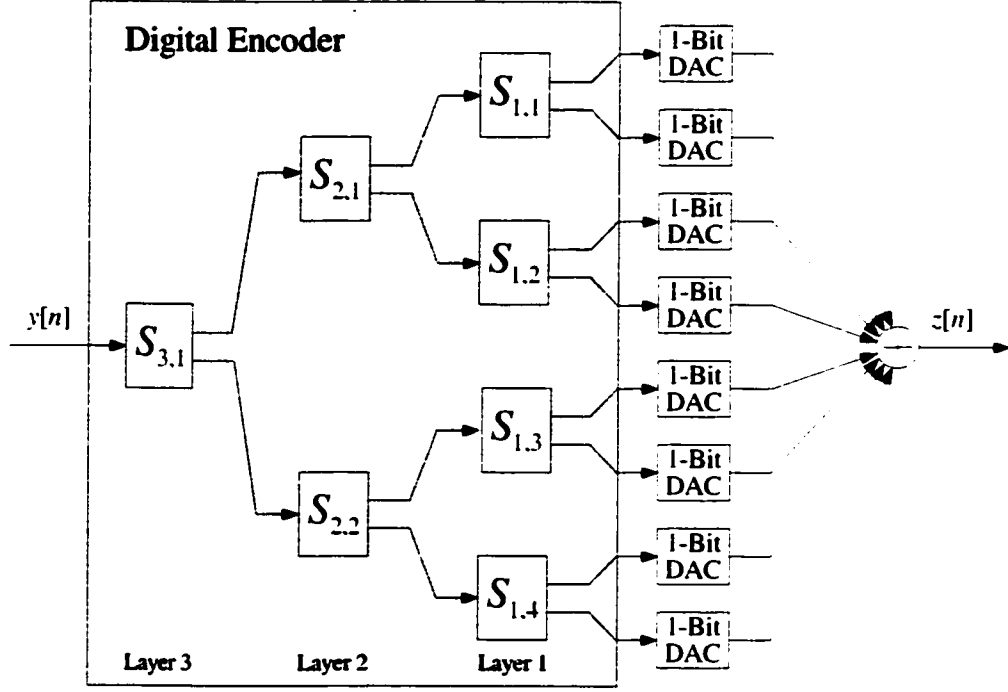 Digital Encoder
S1,1
S2,1
S1,2
y[n]
S3,1
z[n]
S1,3
S2,2
S1,4
Layer 3
Layer 2
Layer 1
1-Bit
DAC
1-Bit
DAC
1-Bit
DAC
1-Bit
DAC
1-Bit
DAC
1-Bit
DAC
1-Bit
DAC
1-Bit
DAC